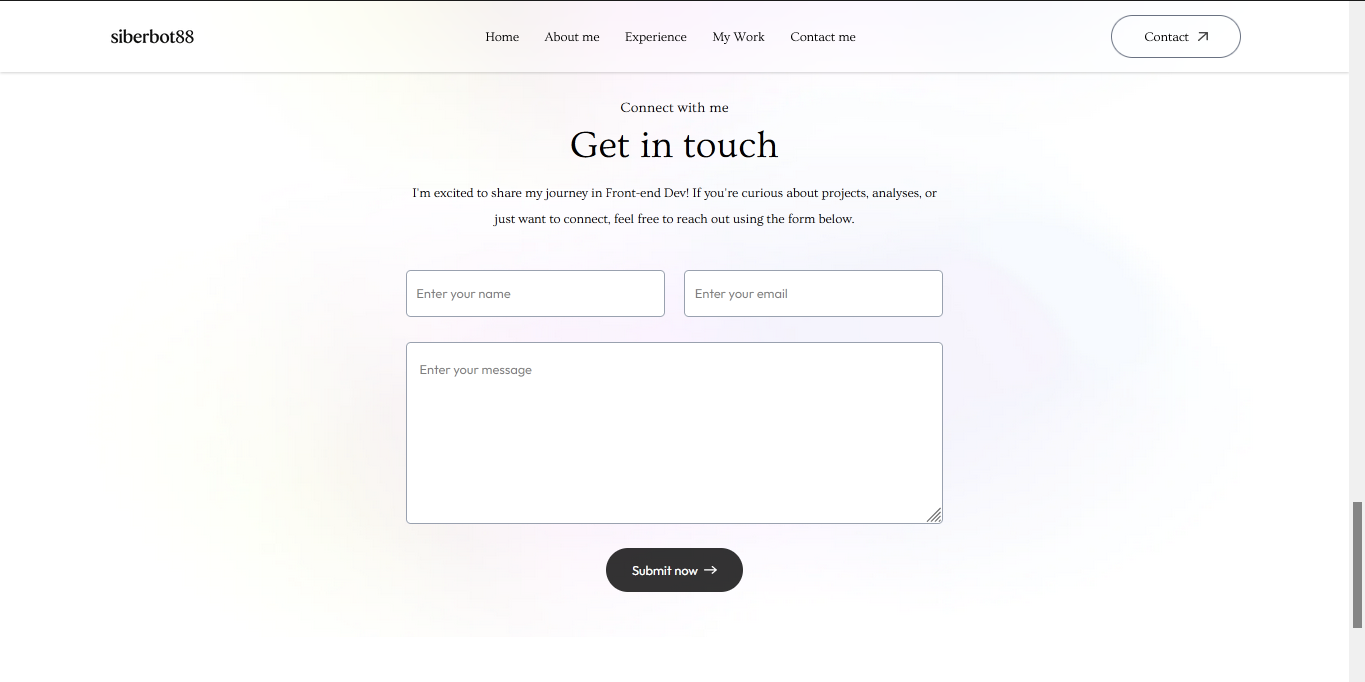 siberbot88
Home About me Experience My Work Contact me
Contact
Connect with me
Get in touch
I'm excited to share my journey in Front-end Dev! If you're curious about projects, analyses, or
just want to connect, feel free to reach out using the form below.
Enter your name
Enter your email
Enter your message
Submit now